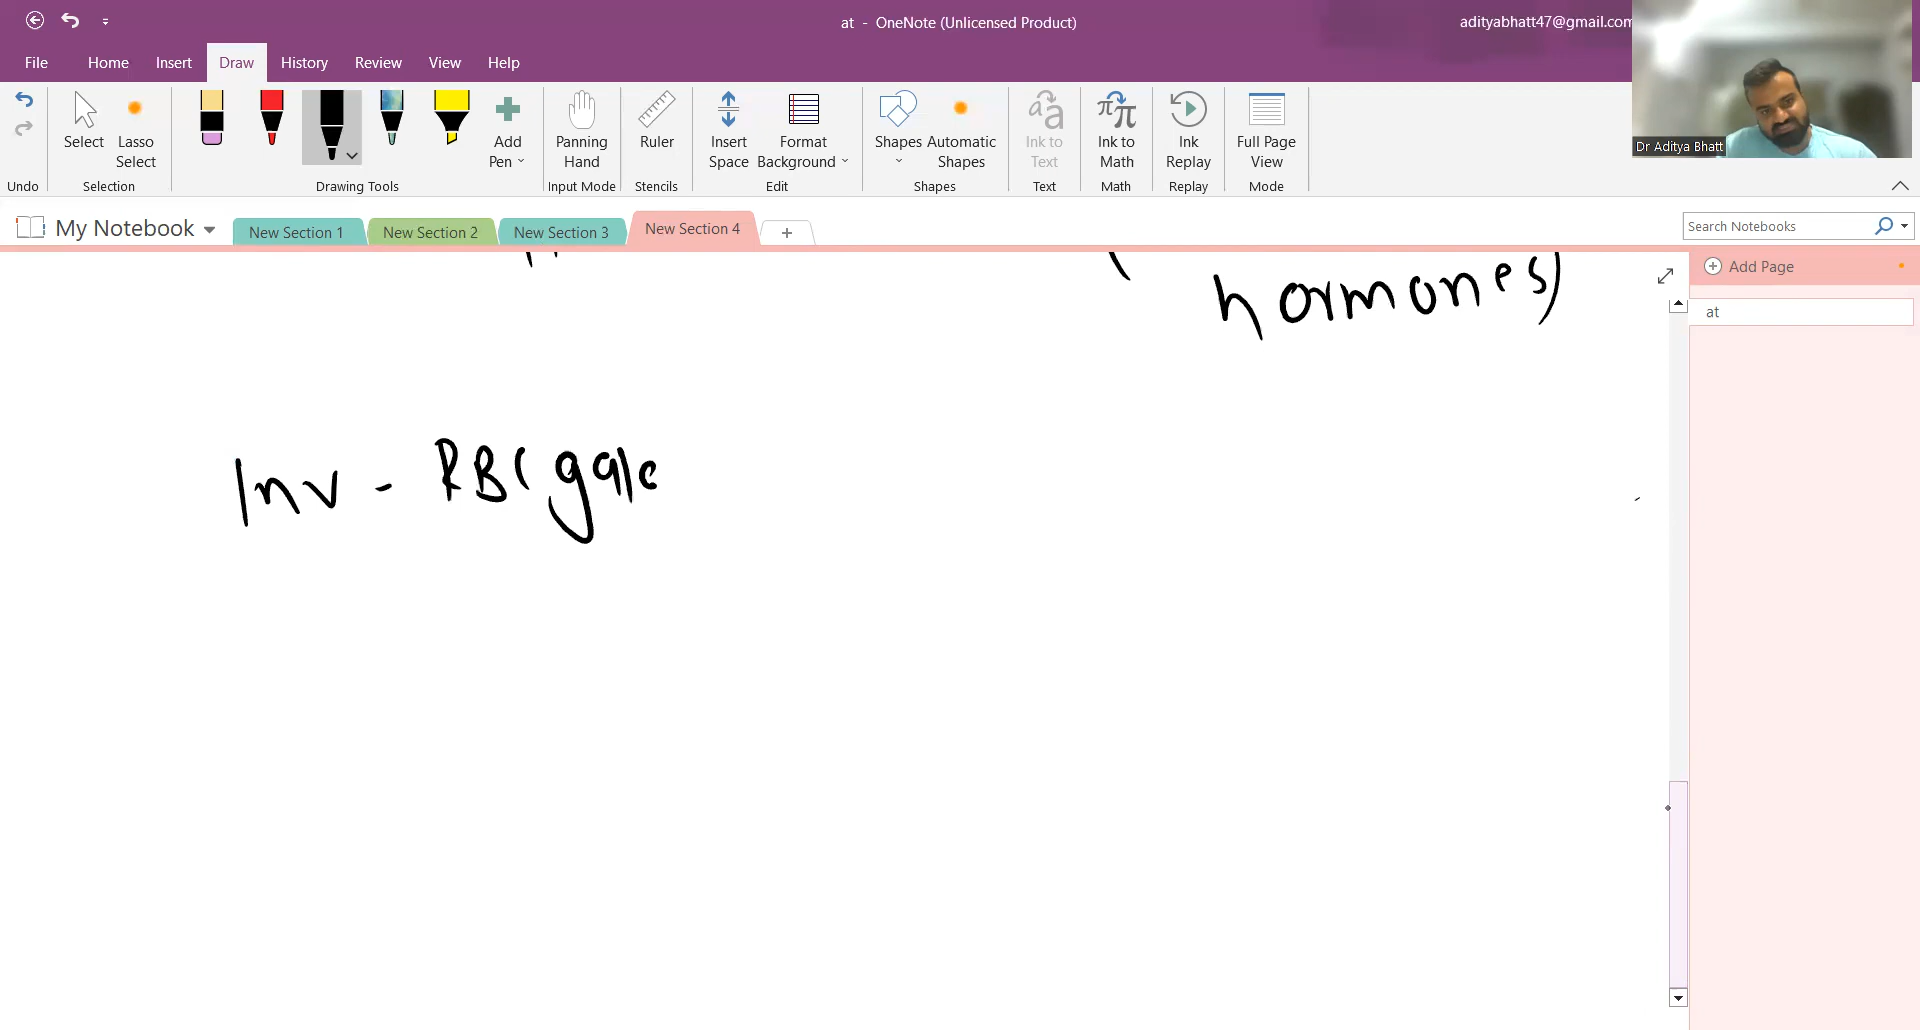 at - OneNote (Unlicensed Product)
adityabhatt47@gmail.com
File Home Insert Draw History Review View Help
Select
Lasso Select
Add Pen
Panning Hand
Ruler
Insert Space
Format Background
Shapes
Automatic Shapes
Ink to Text
Ink to Math
Ink Replay
Full Page View
Undo Selection Drawing Tools Input Mode Stencils Edit Shapes Text Math Replay Mode
Dr Aditya Bhatt
My Notebook New Section 1 New Section 2 New Section 3 New Section 4
Search Notebooks
Add Page
at
hormones)
Inv - RBC galc